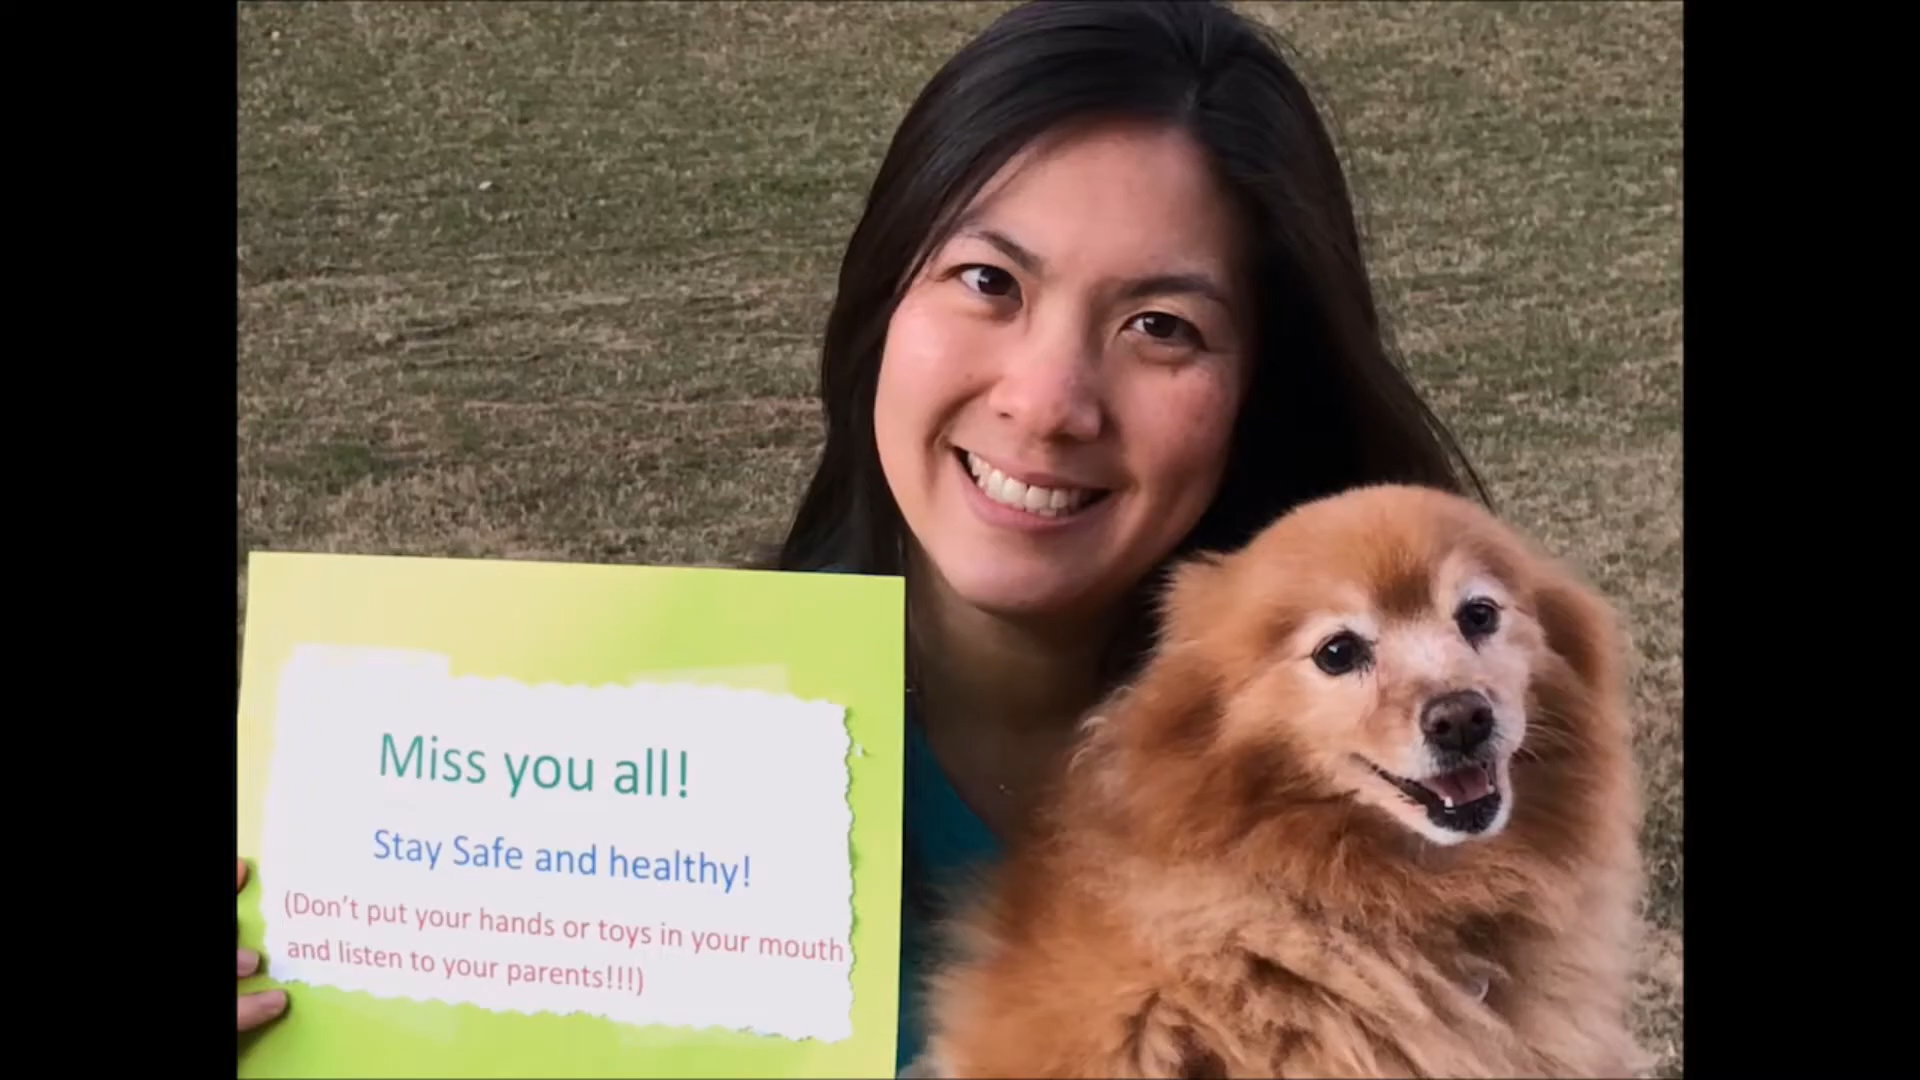 Miss you all!
Stay Safe and healthy!
(Don't put your hands or toys in your mouth
and listen to your parents!!!)